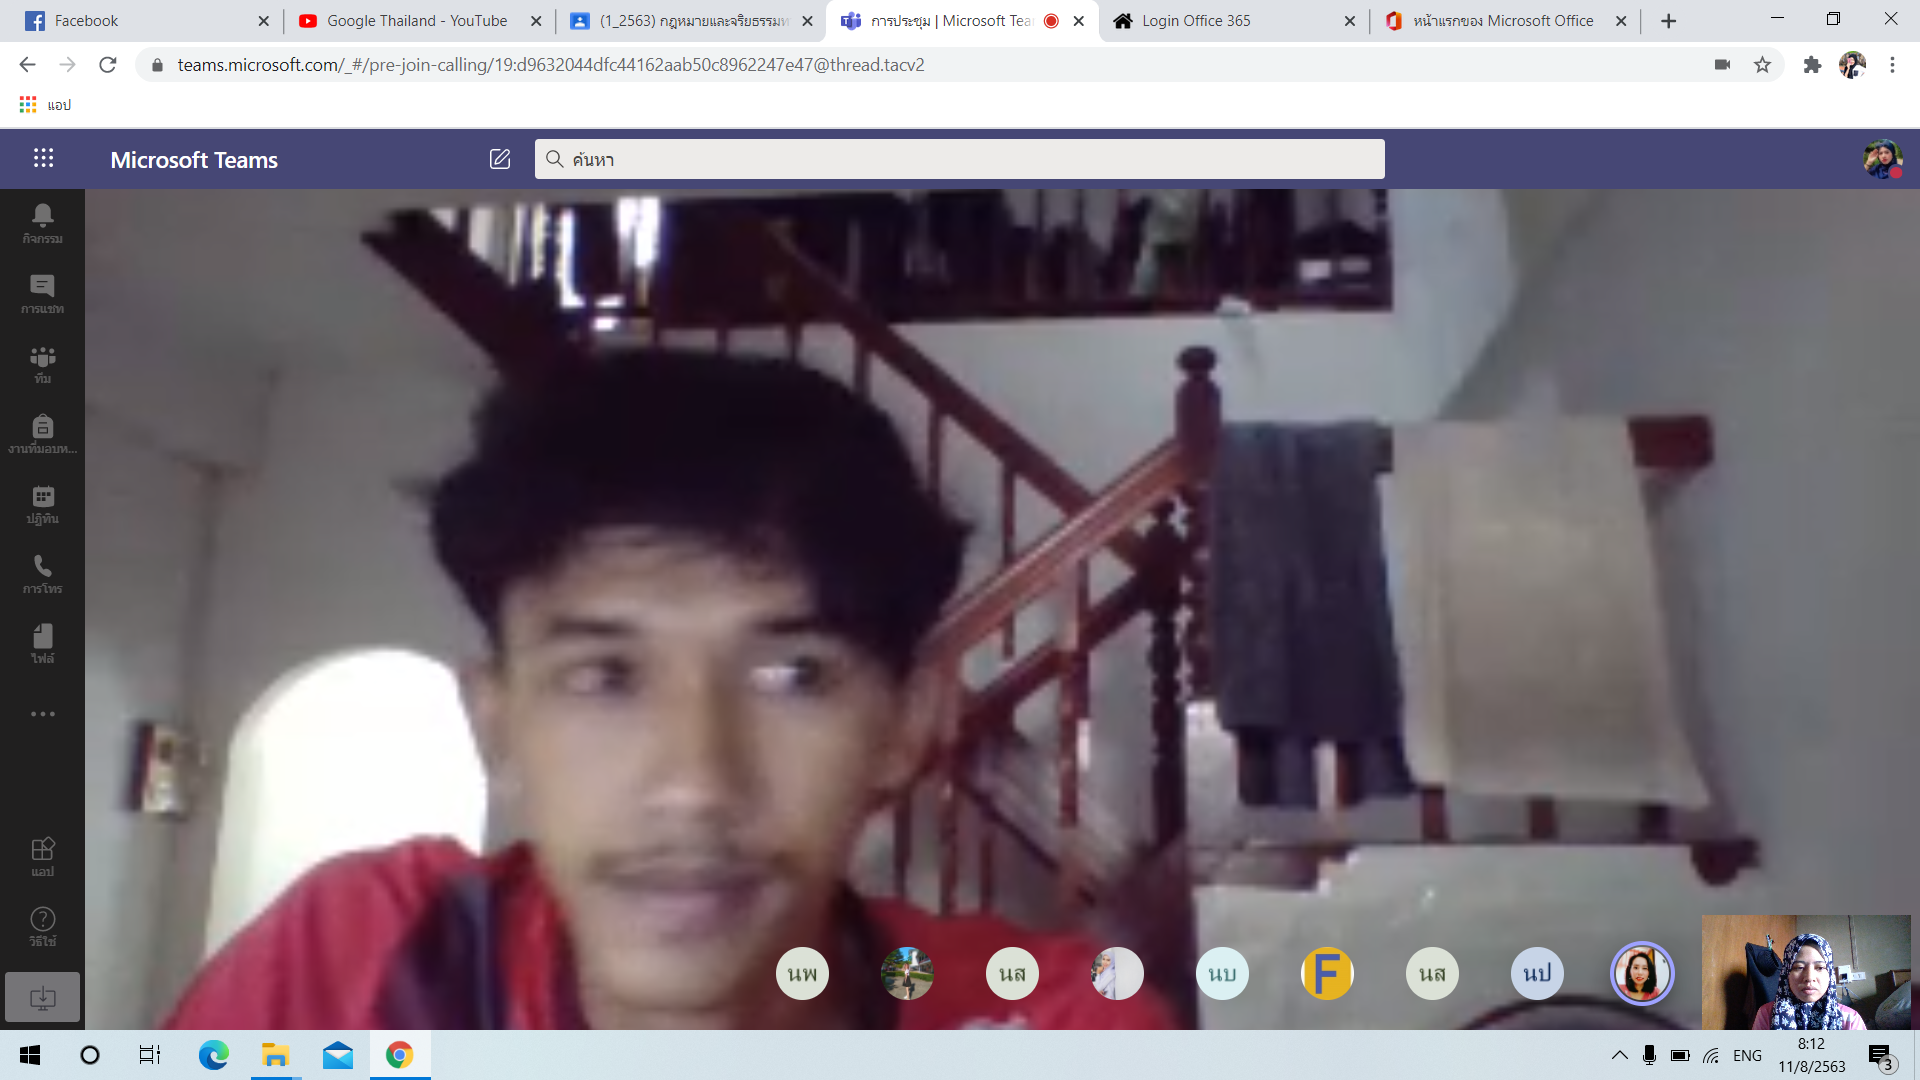 Facebook
Google Thailand - YouTube
(1_2563) กฎหมายและจริยธรรมท
การประชุม | Microsoft Tea
Login Office 365
หน้าแรกของ Microsoft Office
teams.microsoft.com/_#/pre-join-calling/19:d9632044dfc44162aab50c8962247e47@thread.tacv2
แอป
Microsoft Teams
ค้นหา
กิจกรรม
การแชท
ทีม
งานที่มอบห...
ปฏิทิน
การโทร
ไฟล์
แอป
วิธีใช้
นพ
นส
นบ
F
นส
นป
ENG
8:12
11/8/2563
3